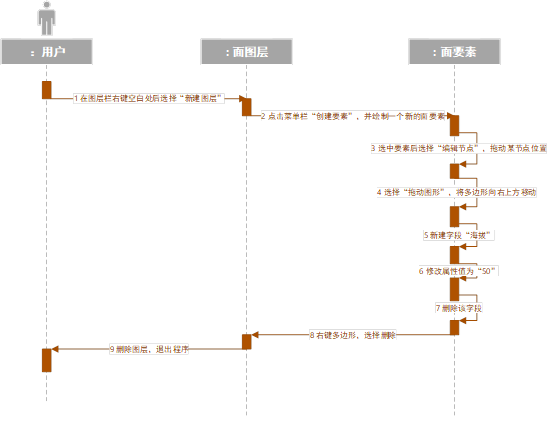 ：用户
：面图层
：面要素
1 在图层栏右键空白处后选择“新建图层”
2 点击菜单栏“创建要素”，并绘制一个新的面要素
3 选中要素后选择“编辑节点”，拖动某节点位置
4 选择“拖动图形”，将多边形向右上方移动
5 新建字段“海拔”
6 修改属性值为“50”
7 删除该字段
8 右键多边形，选择删除
9 删除图层，退出程序